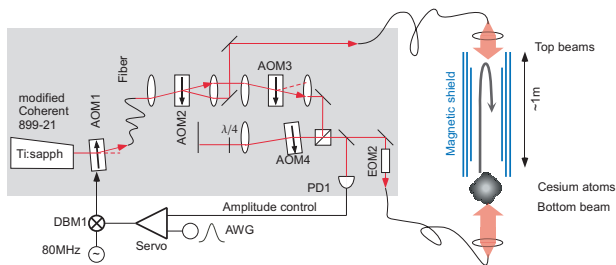 modified
Coherent
899-21
Ti:sapph
AOM1
Fiber
AOM2
AOM3
λ/4
AOM4
EOM2
PD1
Amplitude control
DBM1
80MHz
~
Servo
AWG
Top beams
Magnetic shield
~1m
Cesium atoms
Bottom beam